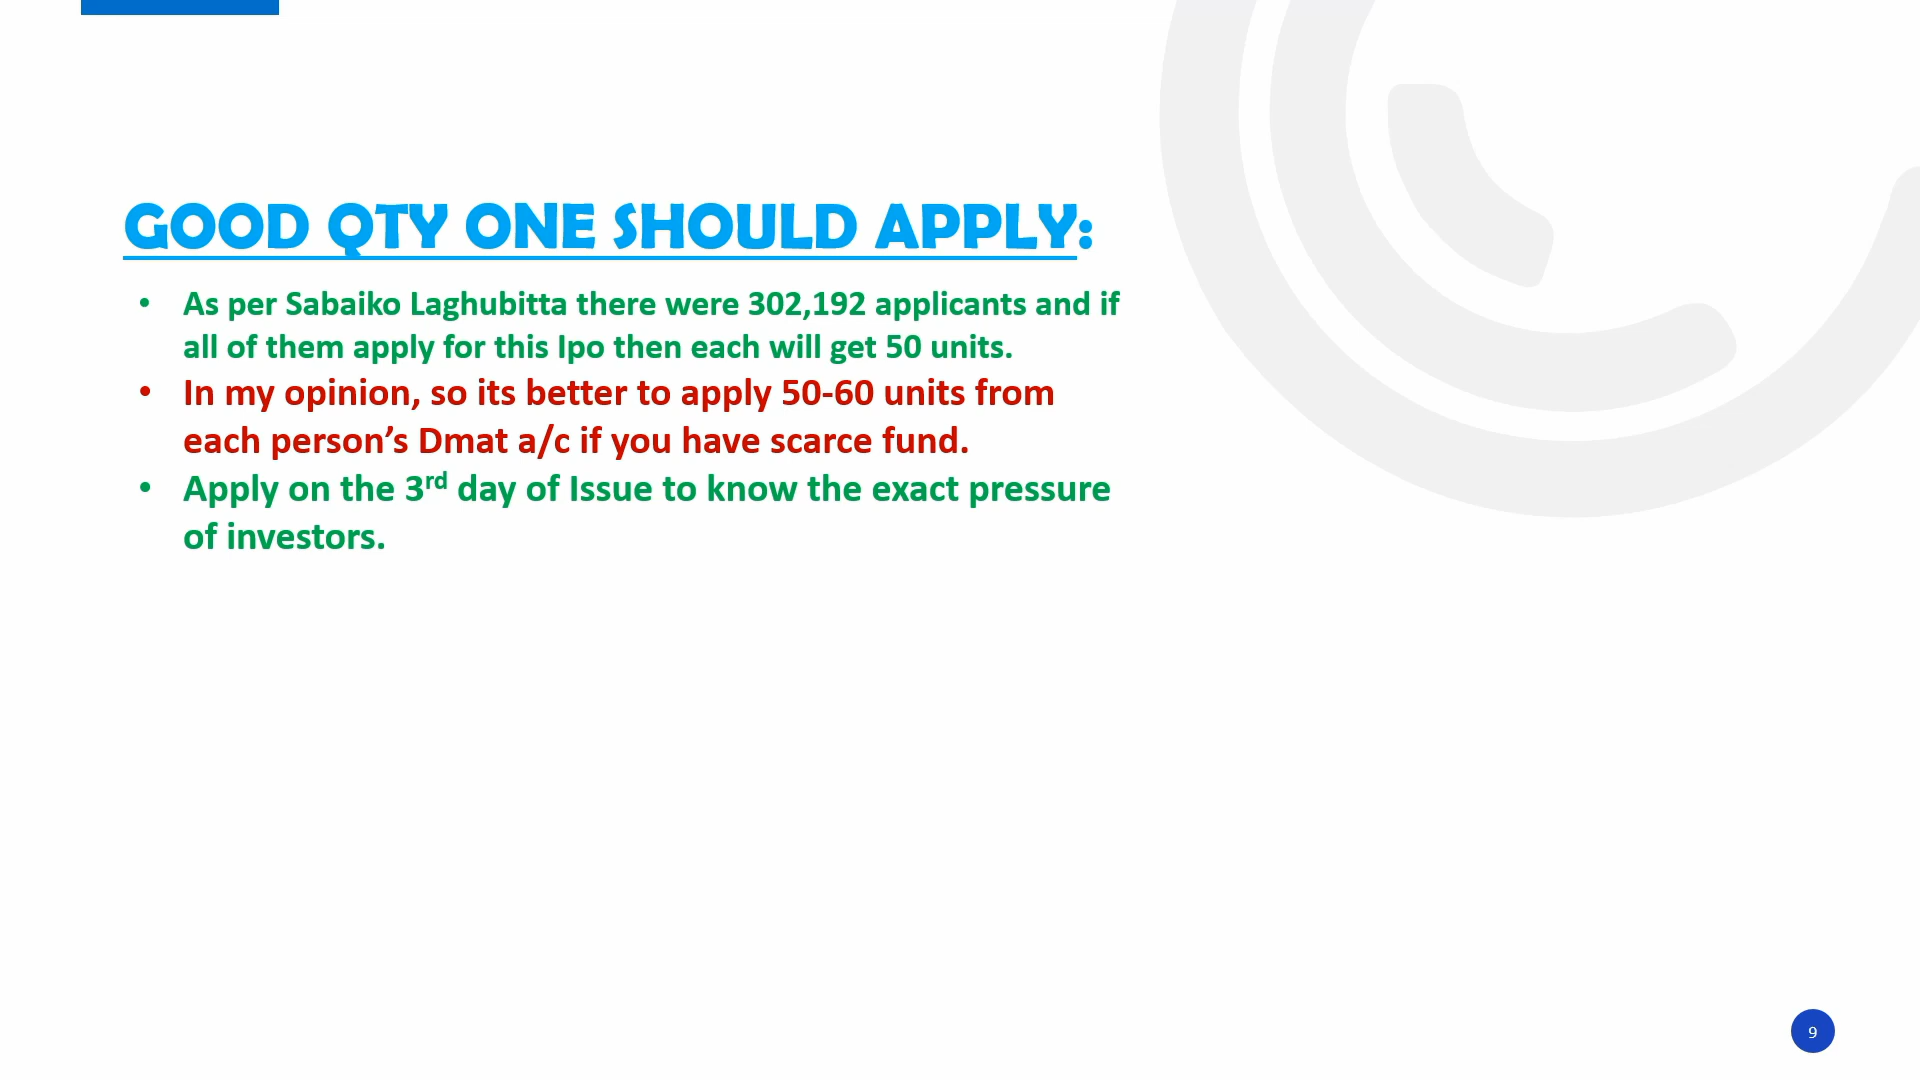 GOOD QTY ONE SHOULD APPLY:
• As per Sabaiko Laghubitta there were 302,192 applicants and if
all of them apply for this Ipo then each will get 50 units.
• In my opinion, so its better to apply 50-60 units from
each person’s Dmat a/c if you have scarce fund.
• Apply on the 3rd day of Issue to know the exact pressure
of investors.
9